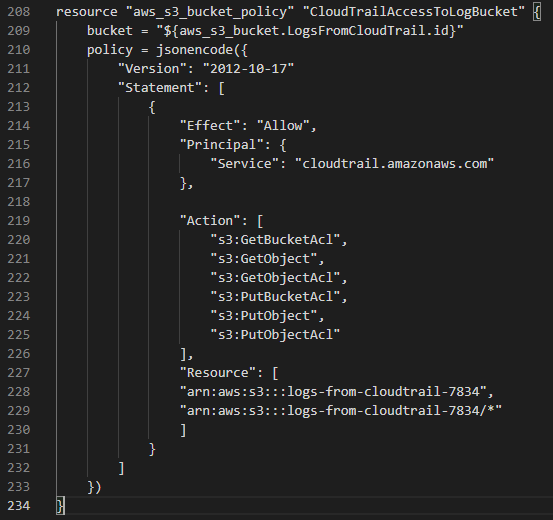 208 resource "aws_s3_bucket_policy" "CloudTrailAccessToLogBucket" {
209     bucket = "${aws_s3_bucket.LogsFromCloudTrail.id}"
210     policy = jsonencode({
211         "Version": "2012-10-17"
212         "Statement": [
213             {
214                 "Effect": "Allow",
215                 "Principal": {
216                     "Service": "cloudtrail.amazonaws.com"
217                 },
218
219                 "Action": [
220                     "s3:GetBucketAcl",
221                     "s3:GetObject",
222                     "s3:GetObjectAcl",
223                     "s3:PutBucketAcl",
224                     "s3:PutObject",
225                     "s3:PutObjectAcl"
226                 ],
227                 "Resource": [
228                 "arn:aws:s3:::logs-from-cloudtrail-7834",
229                 "arn:aws:s3:::logs-from-cloudtrail-7834/*"
230                 ]
231             }
232         ]
233     })
234 }